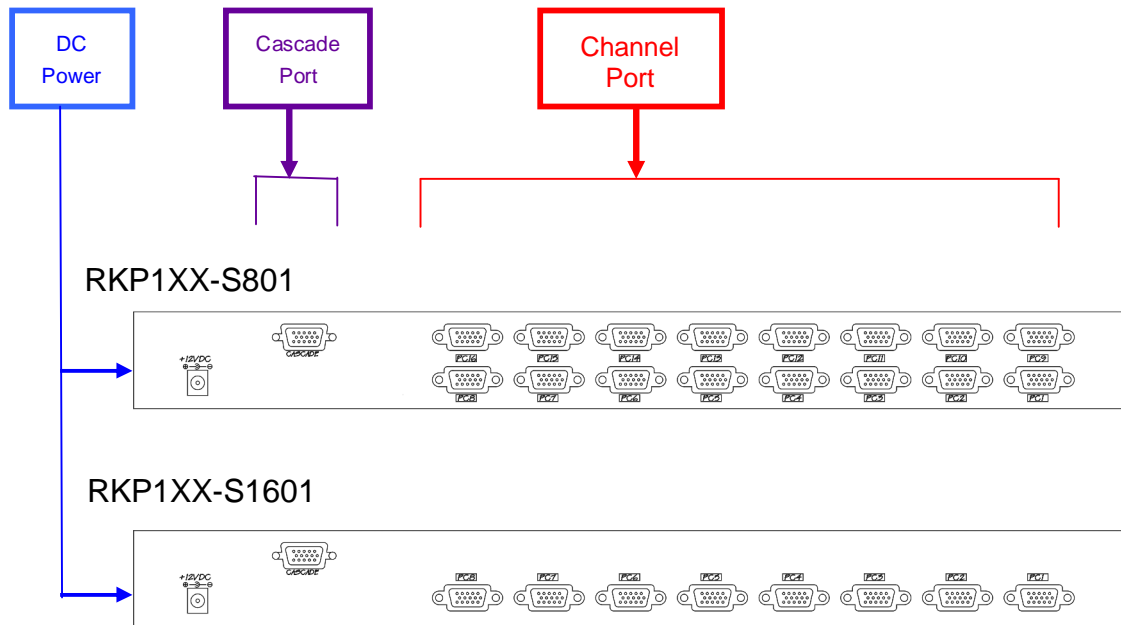 DC
Power
Cascade
Port
Channel
Port
RKP1XX-S801
+12VDC
CASCADE
PC16 PC15 PC14 PC13 PC12 PC11 PC10 PC9
PC8 PC7 PC6 PC5 PC4 PC3 PC2 PC1
RKP1XX-S1601
+12VDC
CASCADE
PC8 PC7 PC6 PC5 PC4 PC3 PC2 PC1